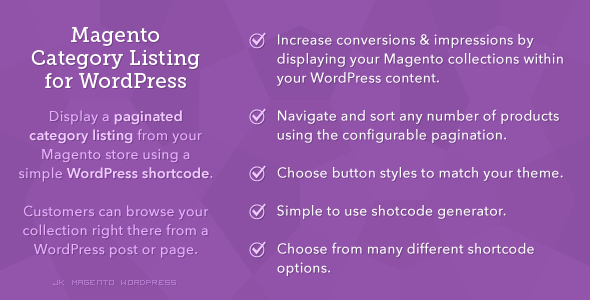 Magento
Category Listing
for WordPress
Display a paginated
category listing from your
Magento store using a
simple WordPress shortcode.
Customers can browse your
collection right there from a
WordPress post or page.
JK MAGENTO WORDPRESS
Increase conversions & impressions by
displaying your Magento collections within
your WordPress content.
Navigate and sort any number of products
using the configurable pagination.
Choose button styles to match your theme.
Simple to use shotcode generator.
Choose from many different shortcode
options.